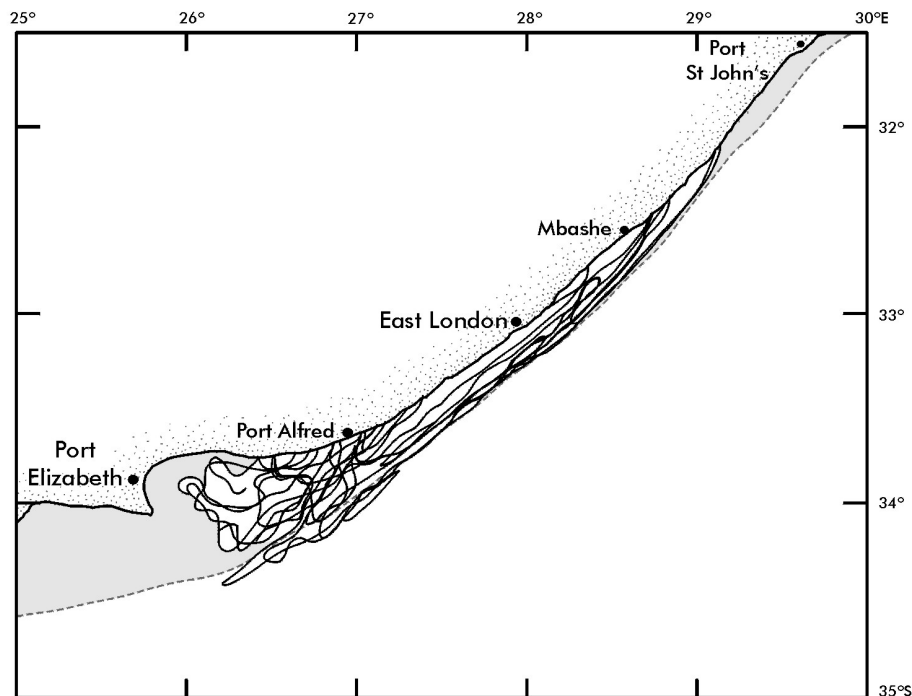 25°
26°
27°
28°
29°
30°E
Port
St John's
32°
Mbashe
East London
33°
Port Alfred
Port
Elizabeth
34°
35°S